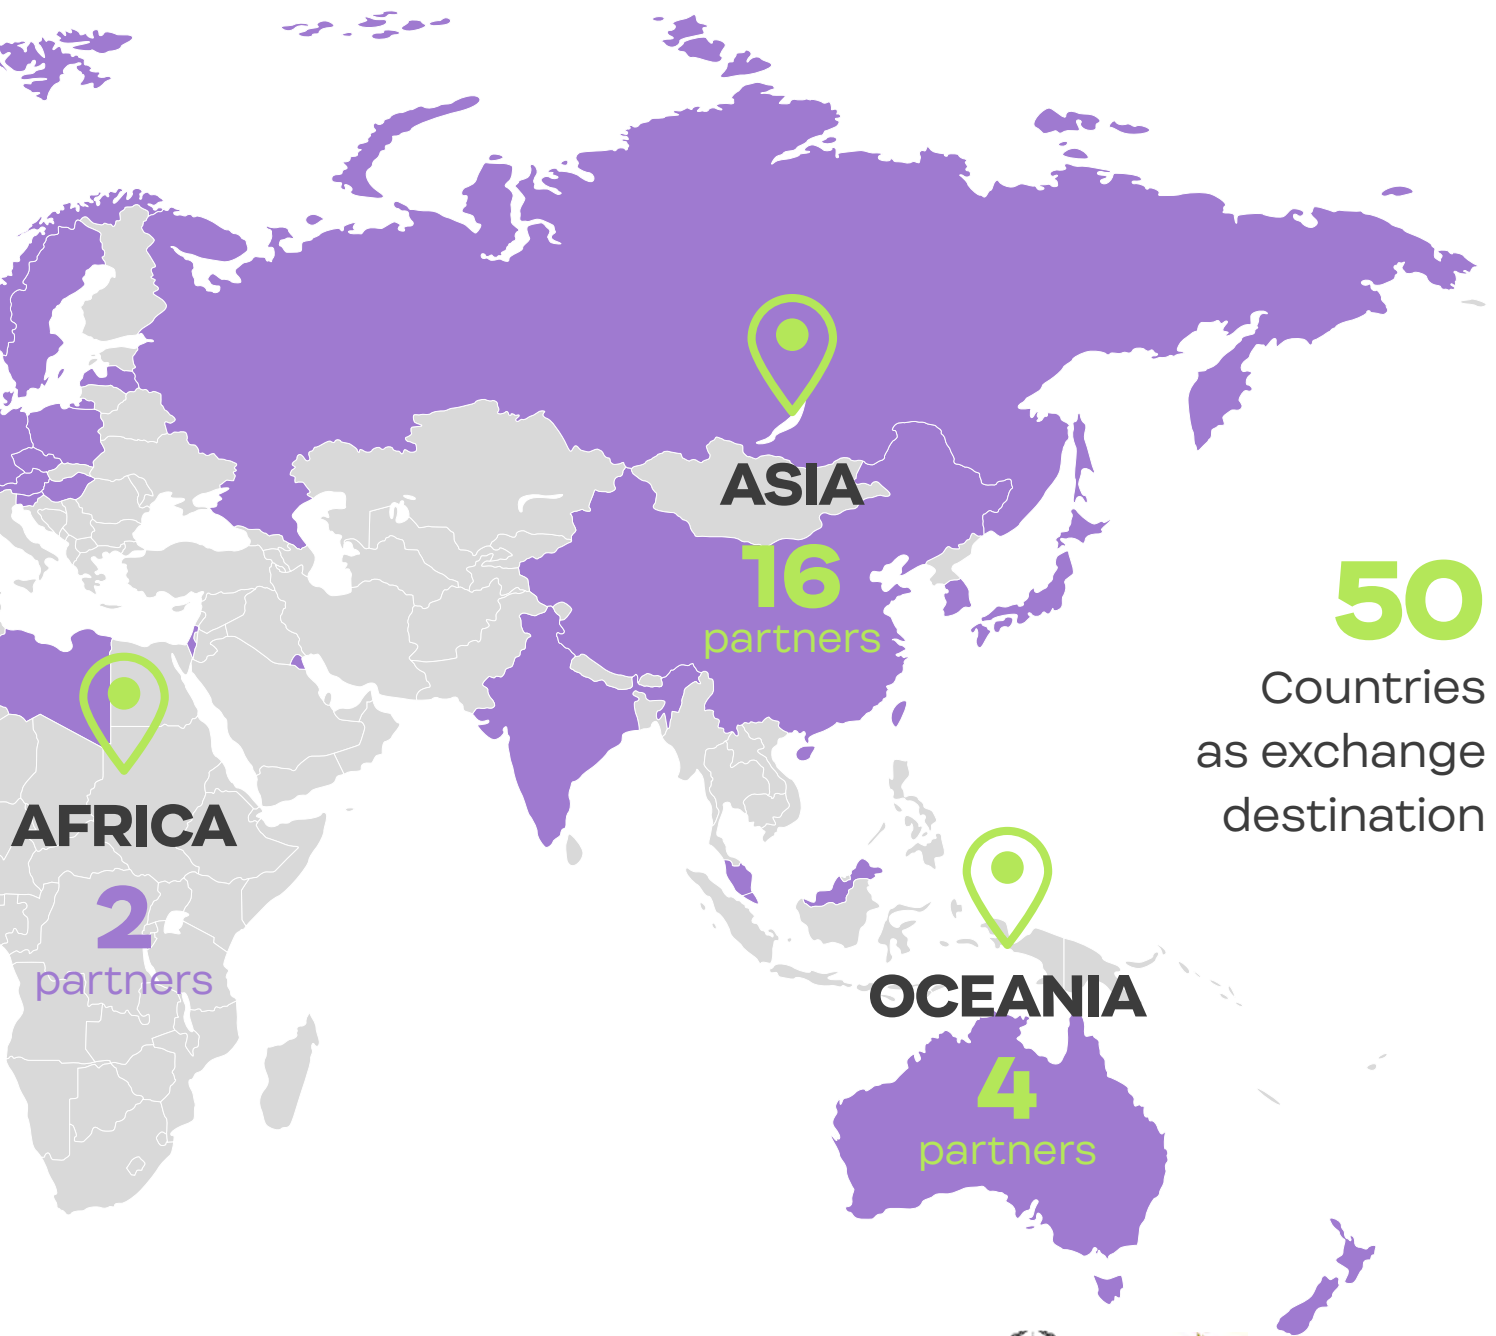 ASIA
16
partners
50
Countries
as exchange
destination
AFRICA
2
partners
OCEANIA
4
partners